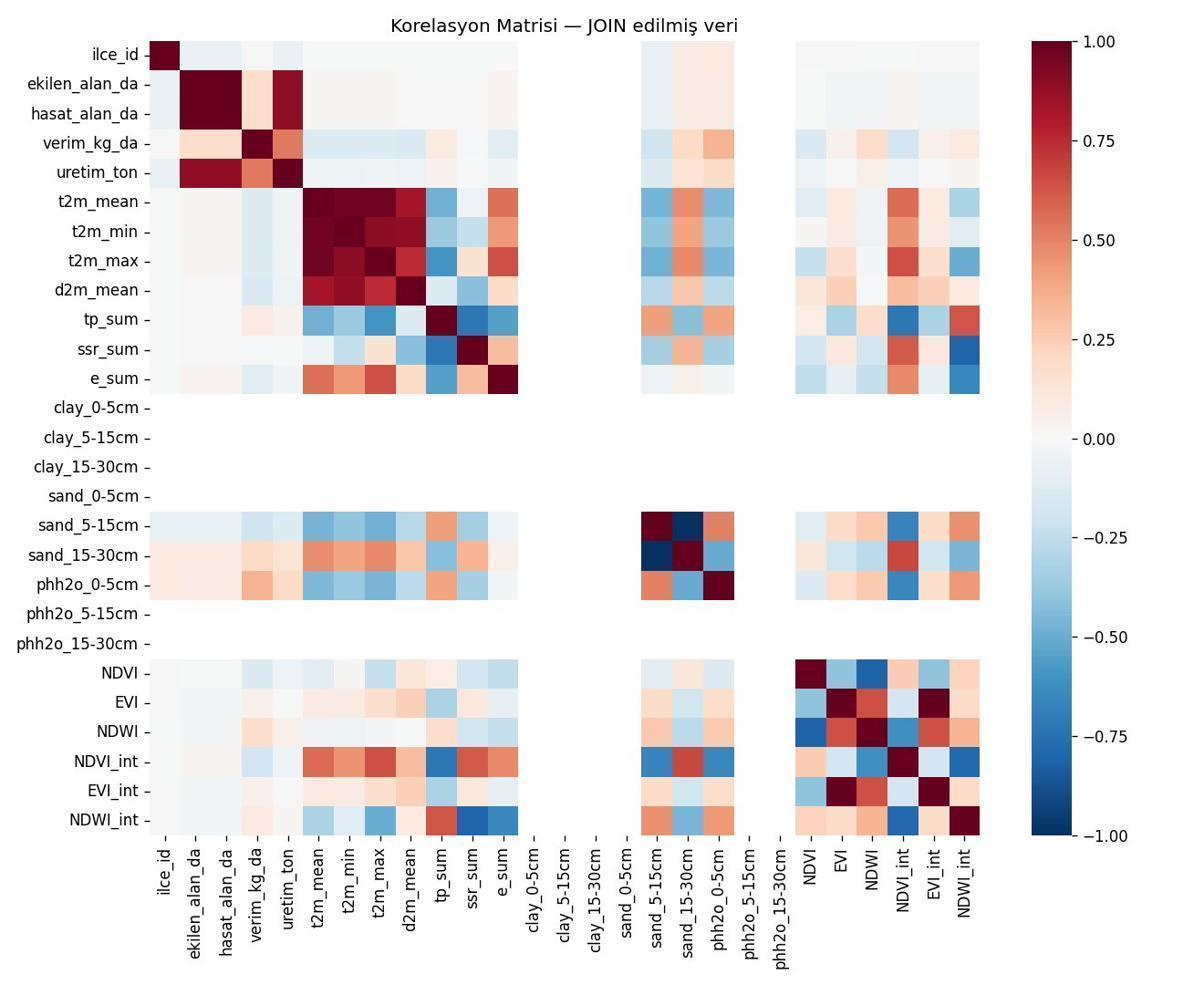 Korelasyon Matrisi — JOIN edilmiş veri
ilce_id
ekilen_alan_da
hasat_alan_da
verim_kg_da
uretim_ton
t2m_mean
t2m_min
t2m_max
d2m_mean
tp_sum
ssr_sum
e_sum
clay_0-5cm
clay_5-15cm
clay_15-30cm
sand_0-5cm
sand_5-15cm
sand_15-30cm
phh2o_0-5cm
phh2o_5-15cm
phh2o_15-30cm
NDVI
EVI
NDWI
NDVI_int
EVI_int
NDWI_int
ilce_id
ekilen_alan_da
hasat_alan_da
verim_kg_da
uretim_ton
t2m_mean
t2m_min
t2m_max
d2m_mean
tp_sum
ssr_sum
e_sum
clay_0-5cm
clay_5-15cm
clay_15-30cm
sand_0-5cm
sand_5-15cm
sand_15-30cm
phh2o_0-5cm
phh2o_5-15cm
phh2o_15-30cm
NDVI
EVI
NDWI
NDVI_int
EVI_int
NDWI_int
1.00
0.75
0.50
0.25
0.00
−0.25
−0.50
−0.75
−1.00